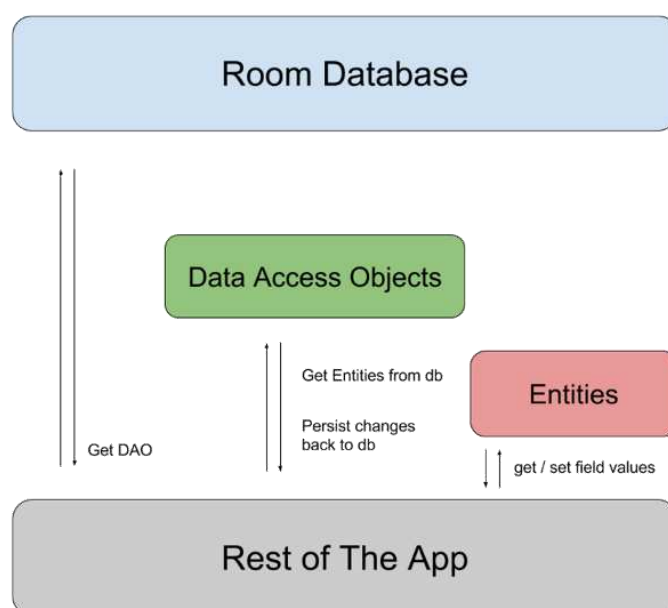 Room Database
Data Access Objects
Get Entities from db
Persist changes
back to db
Entities
Get DAO
get / set field values
Rest of The App